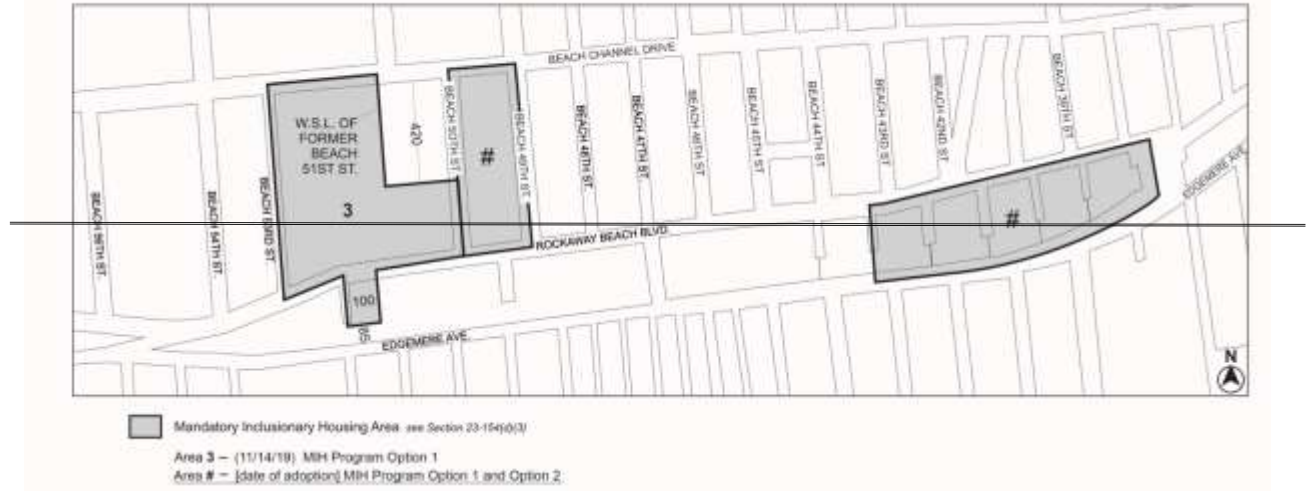 BEACH CHANNEL DRIVE
W.S.L. OF
FORMER
BEACH
51ST ST.
420
BEACH 50TH ST.
#
BEACH 49TH ST.
BEACH 48TH ST.
BEACH 47TH ST.
BEACH 46TH ST
BEACH 45TH ST
BEACH 44TH ST
BEACH 43RD ST
BEACH 42ND ST
BEACH 39TH ST
EDGEMERE AVE
BEACH 56TH ST.
BEACH 54TH ST.
BEACH 53RD ST
3
#
ROCKAWAY BEACH BLVD
100
65
EDGEMERE AVE
N
Mandatory Inclusionary Housing Area see Section 23-154(d)(3)
Area 3 – (11/14/19) MIH Program Option 1
Area # – [date of adoption] MIH Program Option 1 and Option 2